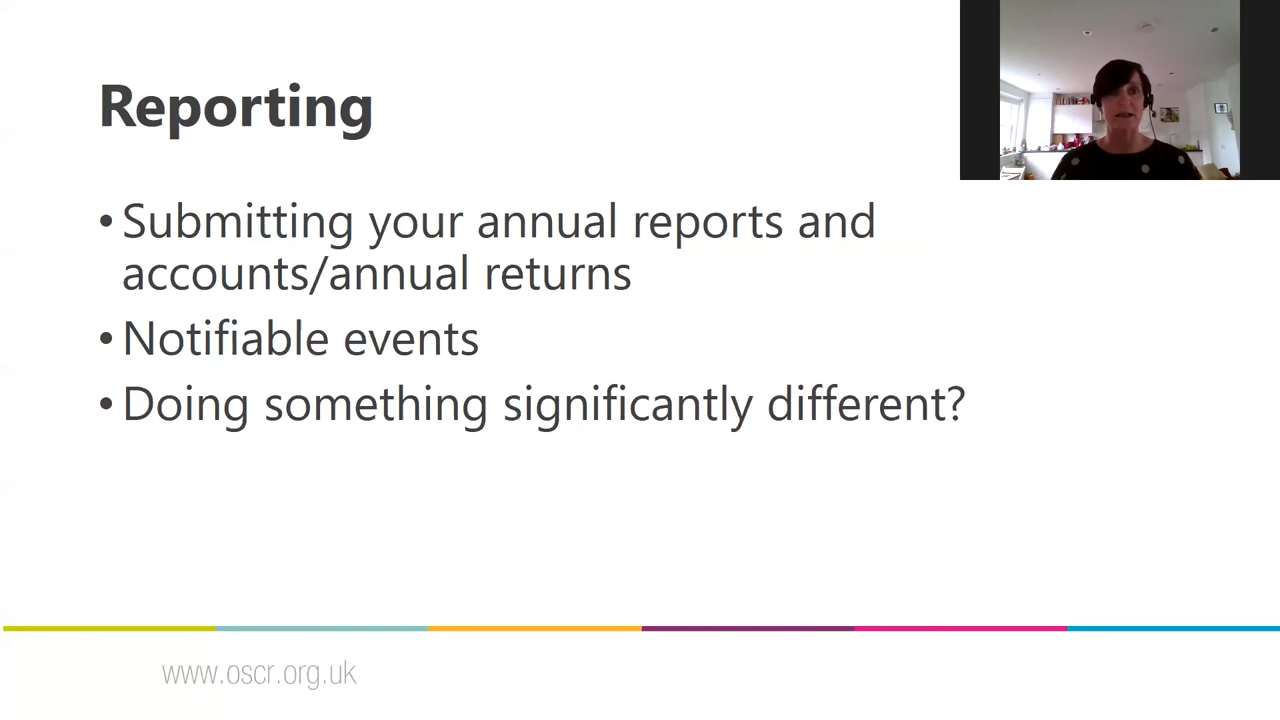 Reporting
• Submitting your annual reports and
accounts/annual returns
• Notifiable events
• Doing something significantly different?
www.oscr.org.uk